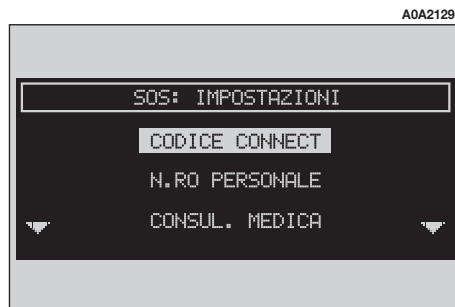 A0A2129
SOS: IMPOSTAZIONI
CODICE CONNECT
N.RO PERSONALE
CONSUL. MEDICA